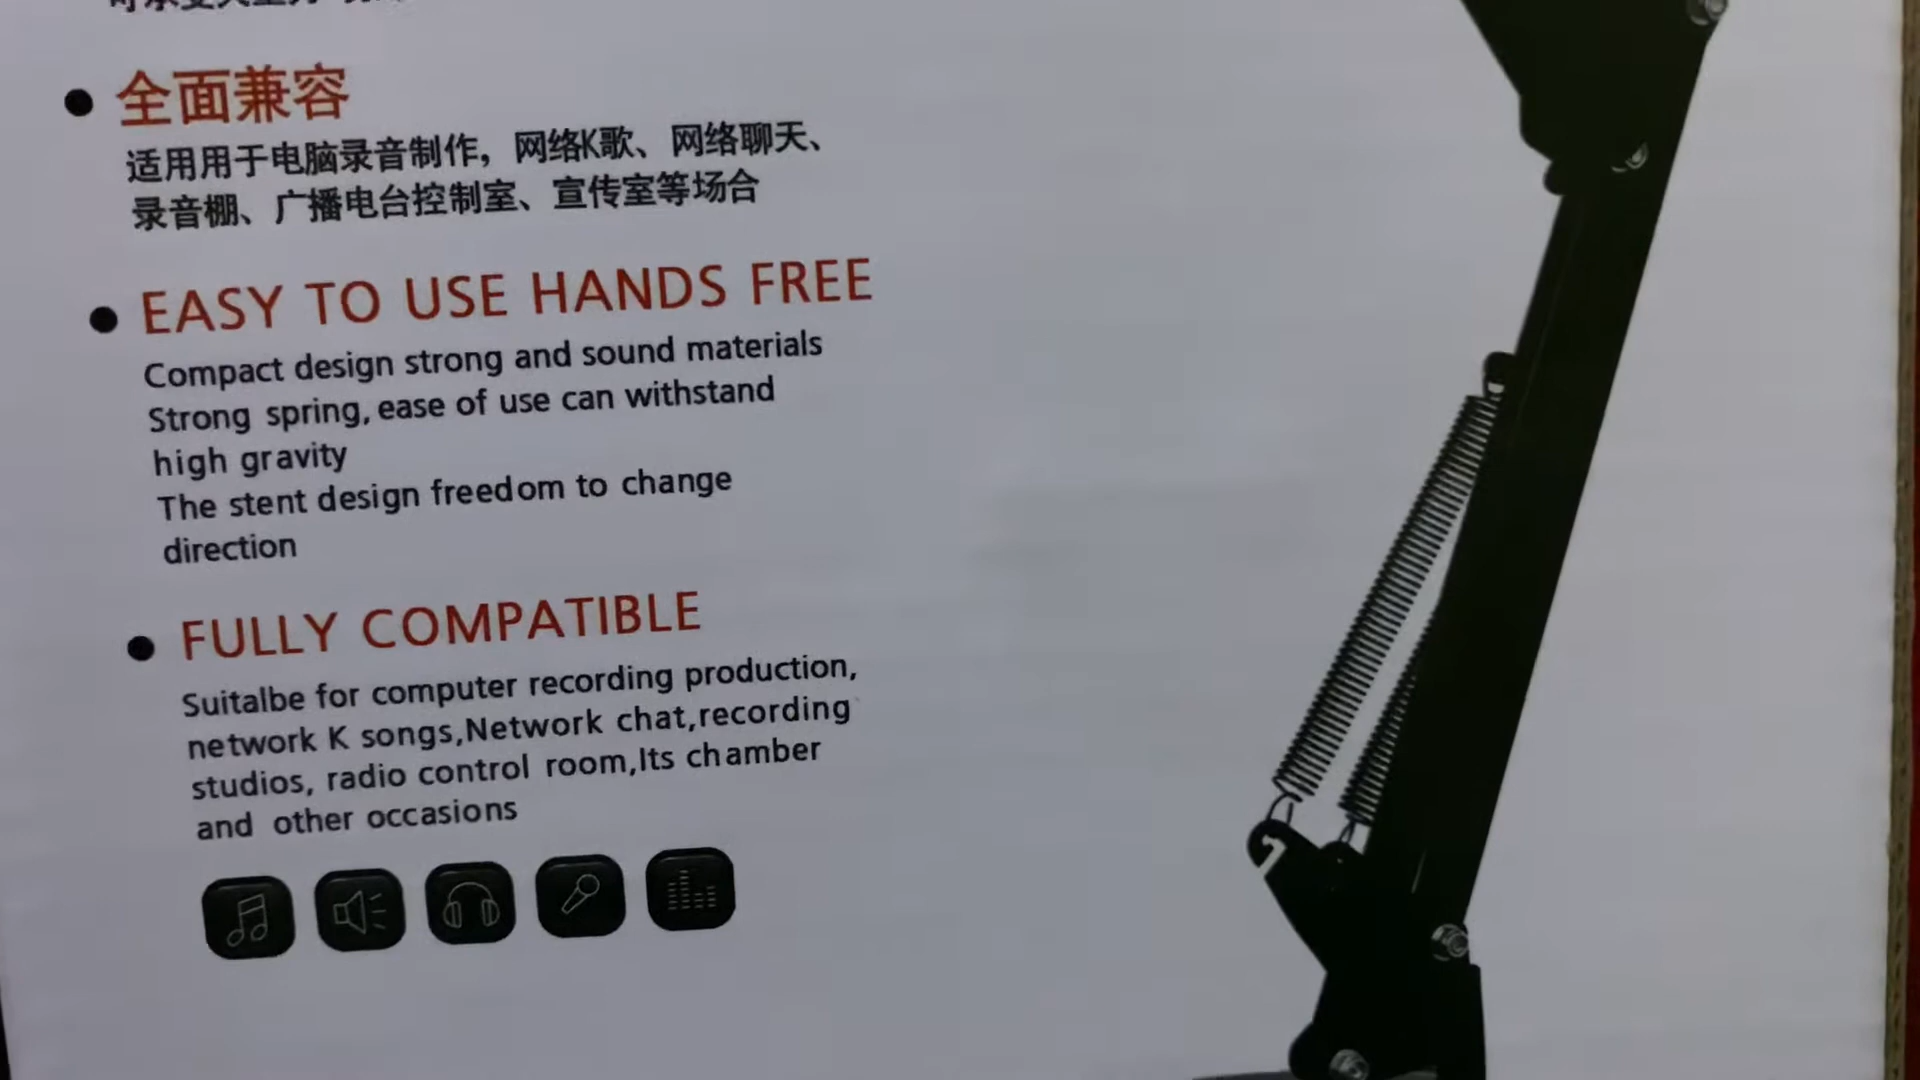 全面兼容
适用用于电脑录音制作，网络K歌、网络聊天、
录音棚、广播电台控制室、宣传室等场合
EASY TO USE HANDS FREE
Compact design strong and sound materials
Strong spring, ease of use can withstand
high gravity
The stent design freedom to change
direction
FULLY COMPATIBLE
Suitalbe for computer recording production,
network K songs,Network chat,recording
studios, radio control room,Its chamber
and other occasions